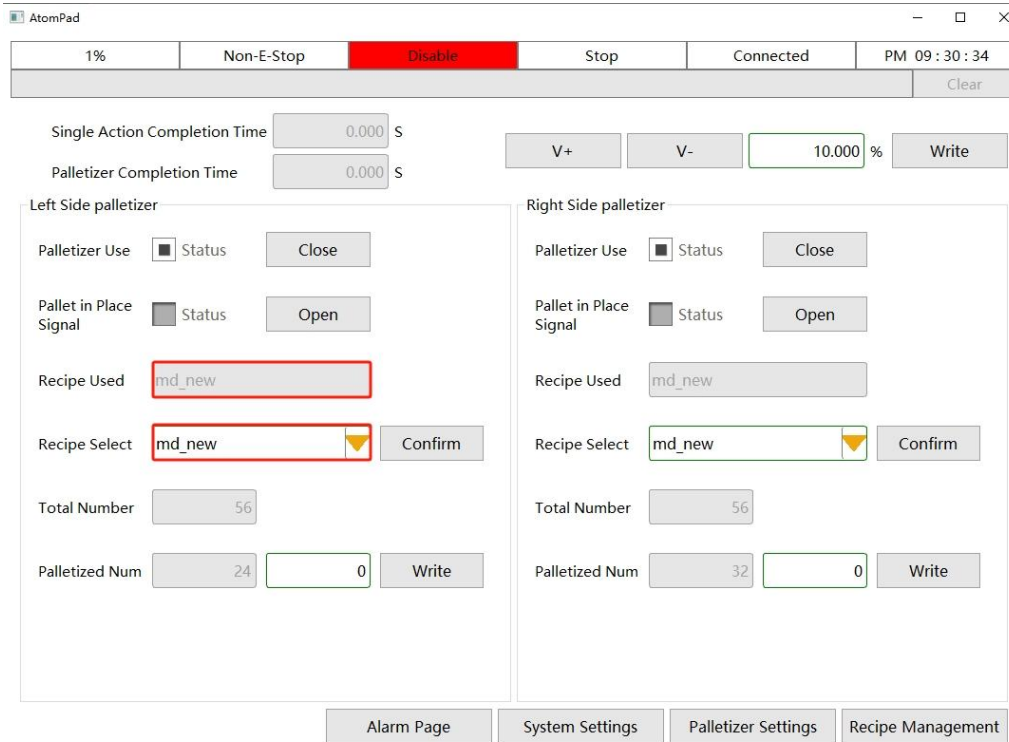 AtomPad
1% Non-E-Stop Disable Stop Connected PM 09 : 30 : 34
Clear
Single Action Completion Time 0.000 S
V+ V- 10.000 % Write
Palletizer Completion Time 0.000 S
Left Side palletizer
Palletizer Use Status Close
Pallet in Place
Signal
Status Open
Recipe Used md_new
Recipe Select md_new Confirm
Total Number 56
Palletized Num 24 0 Write
Right Side palletizer
Palletizer Use Status Close
Pallet in Place
Signal
Status Open
Recipe Used md_new
Recipe Select md_new Confirm
Total Number 56
Palletized Num 32 0 Write
Alarm Page System Settings Palletizer Settings Recipe Management